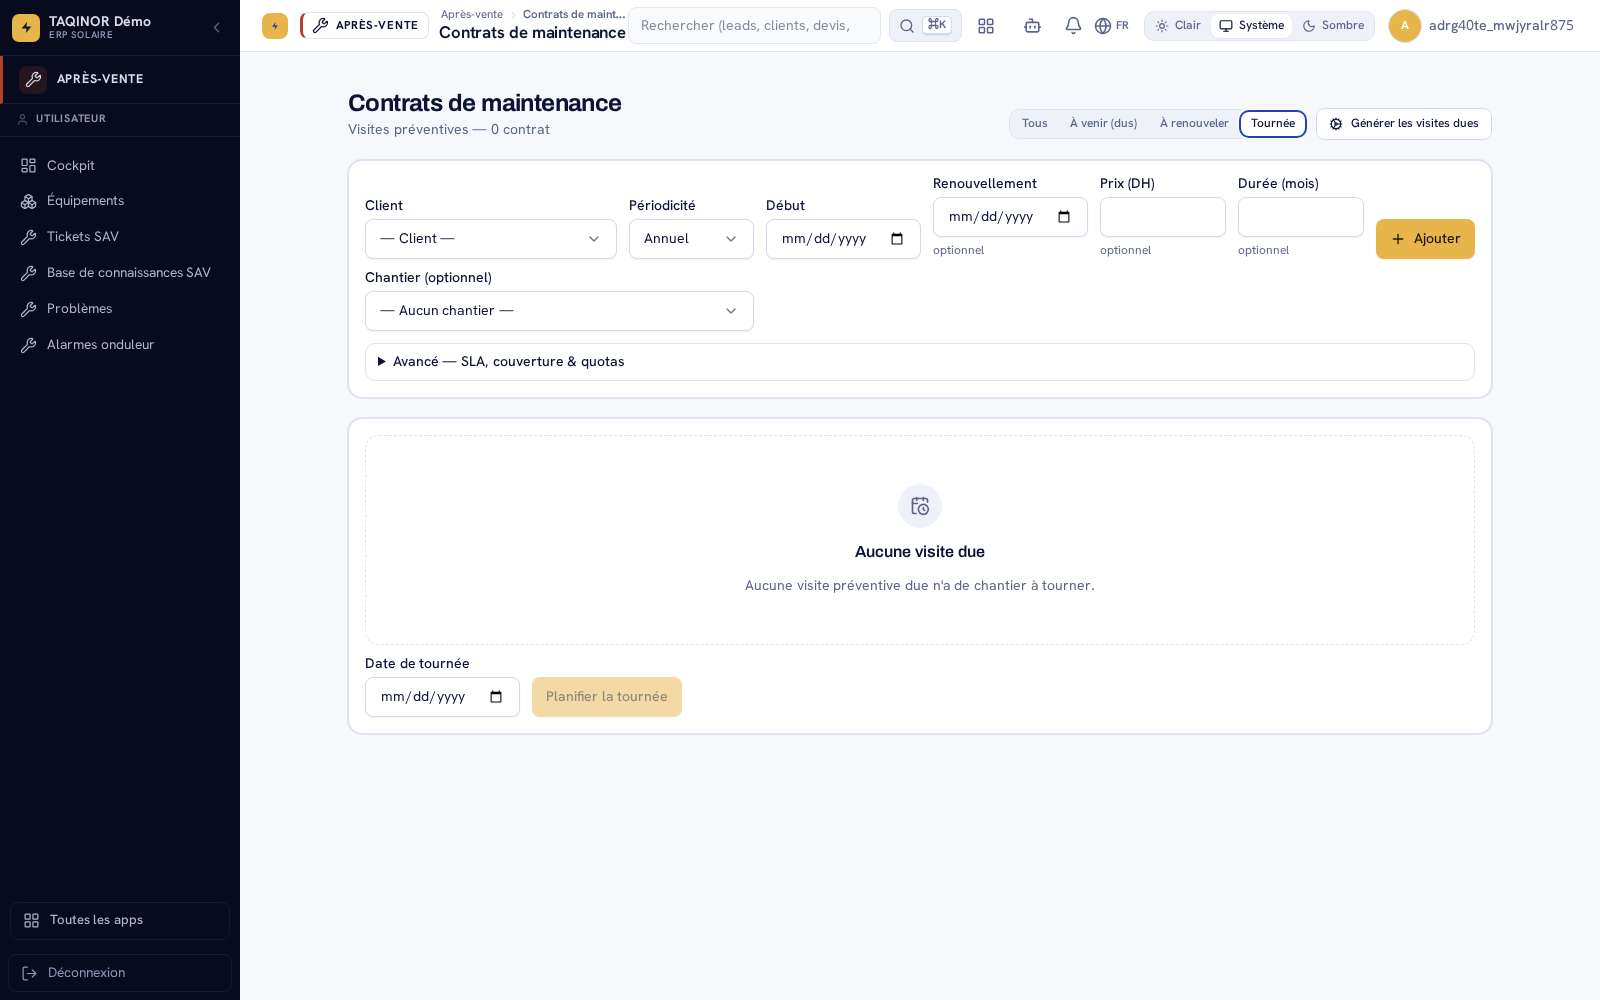 TAQINOR Démo
ERP SOLAIRE
APRÈS-VENTE
UTILISATEUR
Cockpit
Équipements
Tickets SAV
Base de connaissances SAV
Problèmes
Alarmes onduleur
Toutes les apps
Déconnexion
APRÈS-VENTE
Après-vente
Contrats de maint...
Contrats de maintenance
Rechercher (leads, clients, devis,
⌘K
FR
Clair
Système
Sombre
A
adrg40te_mwjyralr875
Contrats de maintenance
Visites préventives — 0 contrat
Tous
À venir (dus)
À renouveler
Tournée
Générer les visites dues
Client
— Client —
Périodicité
Annuel
Début
mm/dd/yyyy
Renouvellement
mm/dd/yyyy
optionnel
Prix (DH)
optionnel
Durée (mois)
optionnel
Ajouter
Chantier (optionnel)
— Aucun chantier —
Avancé — SLA, couverture & quotas
Aucune visite due
Aucune visite préventive due n'a de chantier à tourner.
Date de tournée
mm/dd/yyyy
Planifier la tournée